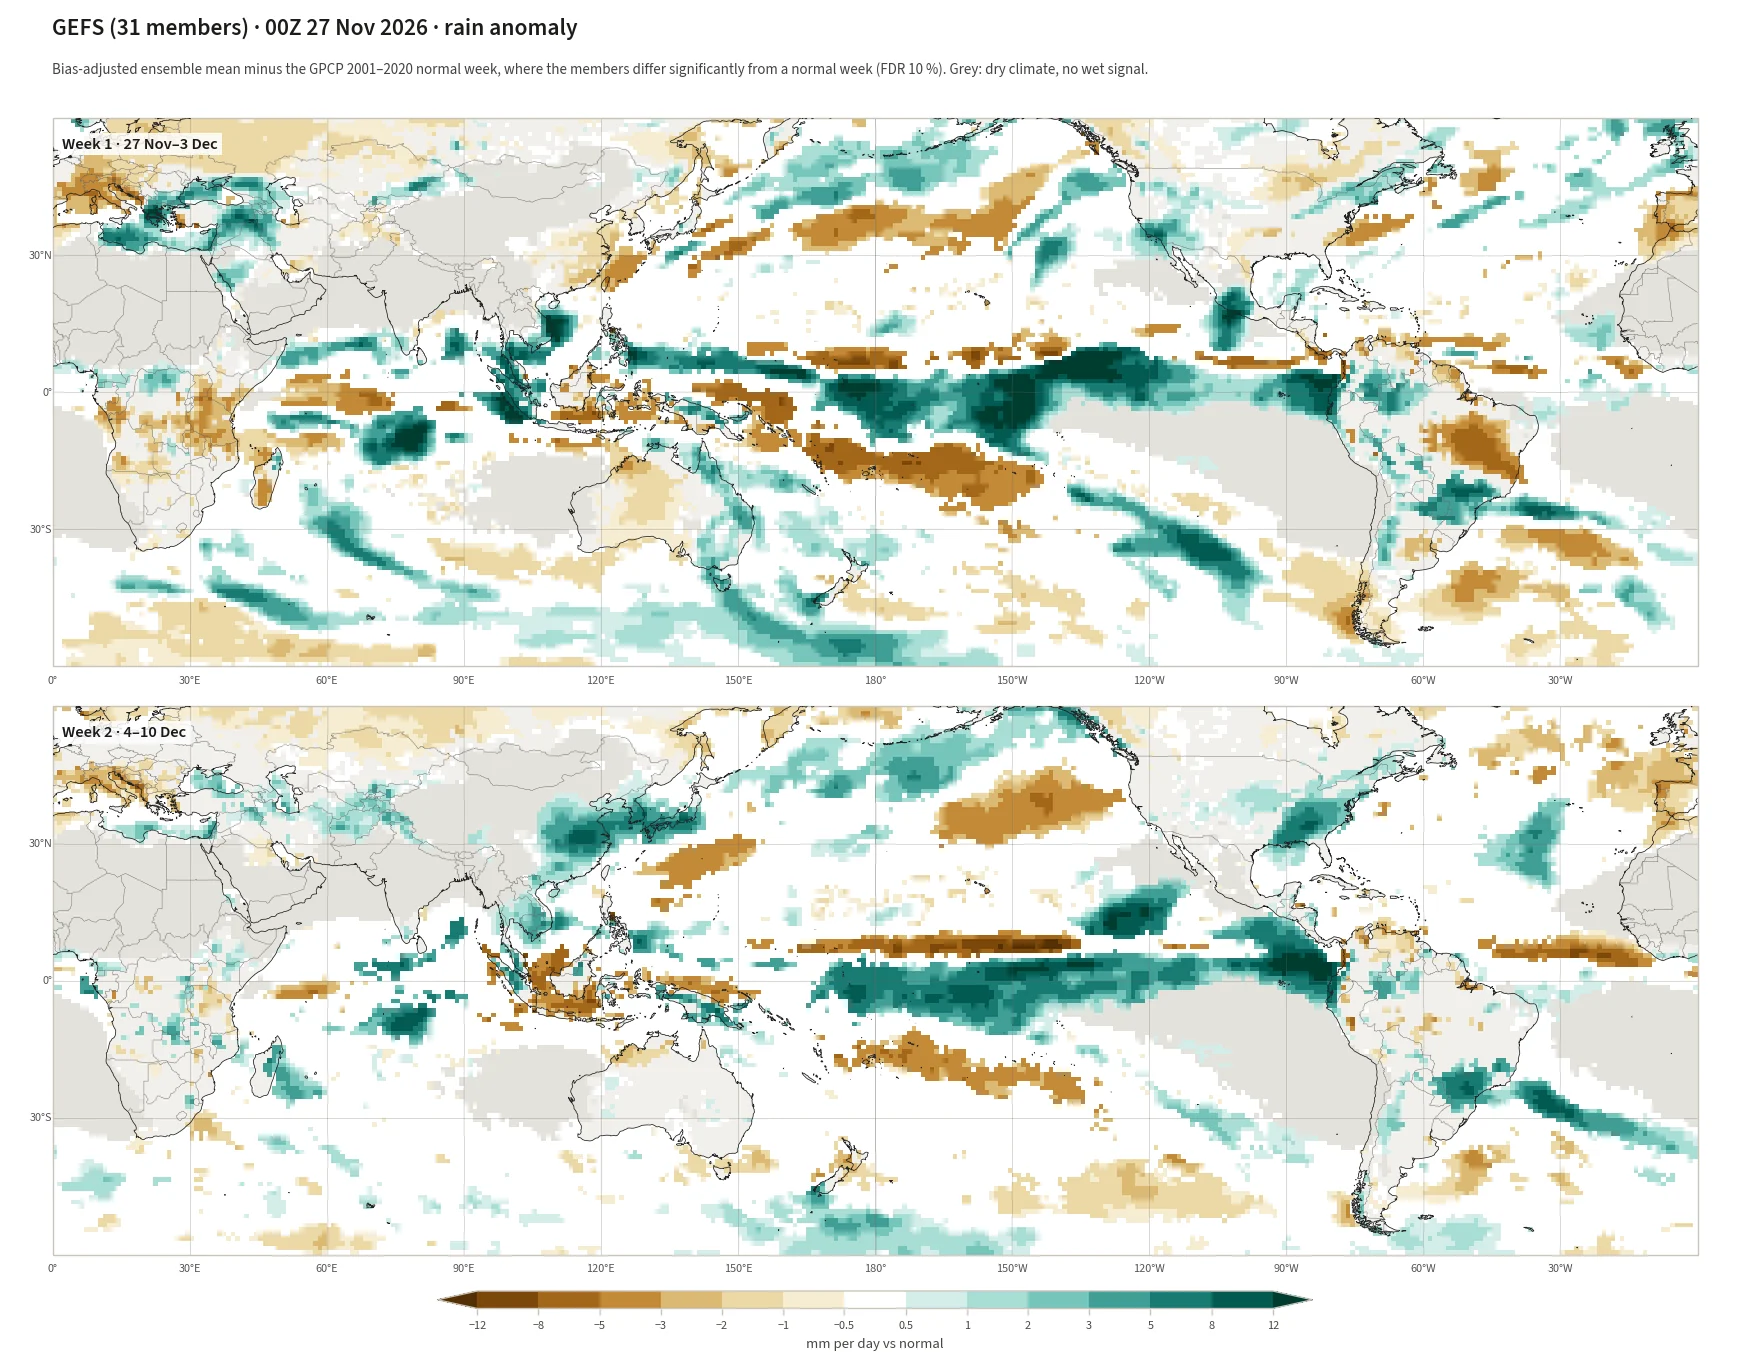 GEFS (31 members) · 00Z 27 Nov 2026 · rain anomaly
Bias-adjusted ensemble mean minus the GPCP 2001–2020 normal week, where the members differ significantly from a normal week (FDR 10 %). Grey: dry climate, no wet signal.
Week 1 · 27 Nov–3 Dec
30°N
0°
30°S
0° 30°E 60°E 90°E 120°E 150°E 180° 150°W 120°W 90°W 60°W 30°W
Week 2 · 4–10 Dec
30°N
0°
30°S
0° 30°E 60°E 90°E 120°E 150°E 180° 150°W 120°W 90°W 60°W 30°W
−12 −8 −5 −3 −2 −1 −0.5 0.5 1 2 3 5 8 12
mm per day vs normal